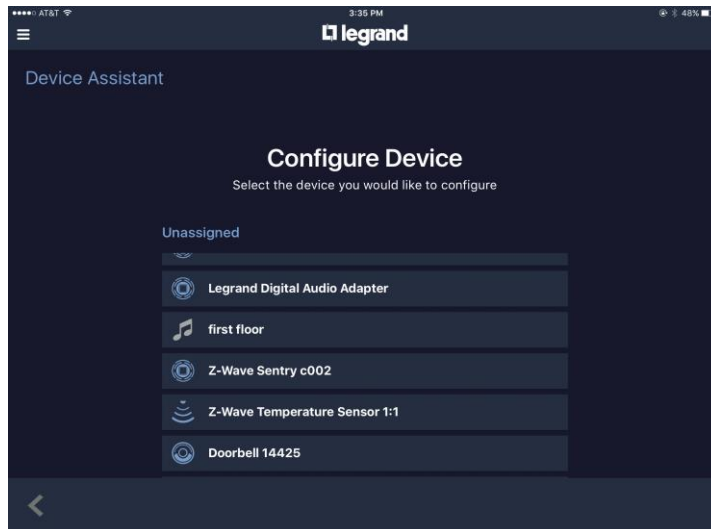 AT&T
3:35 PM
48%
legrand
Device Assistant
Configure Device
Select the device you would like to configure
Unassigned
Legrand Digital Audio Adapter
first floor
Z-Wave Sentry c002
Z-Wave Temperature Sensor 1:1
Doorbell 14425